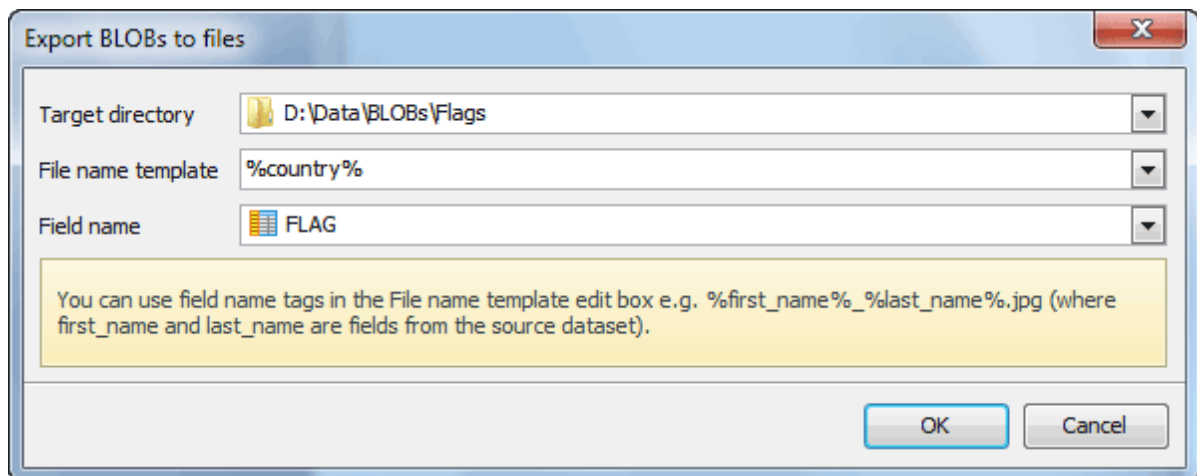 Export BLOBs to files
Target directory D:\Data\BLOBs\Flags
File name template %country%
Field name FLAG
You can use field name tags in the File name template edit box e.g. %first_name%_%last_name%.jpg (where
first_name and last_name are fields from the source dataset).
OK Cancel